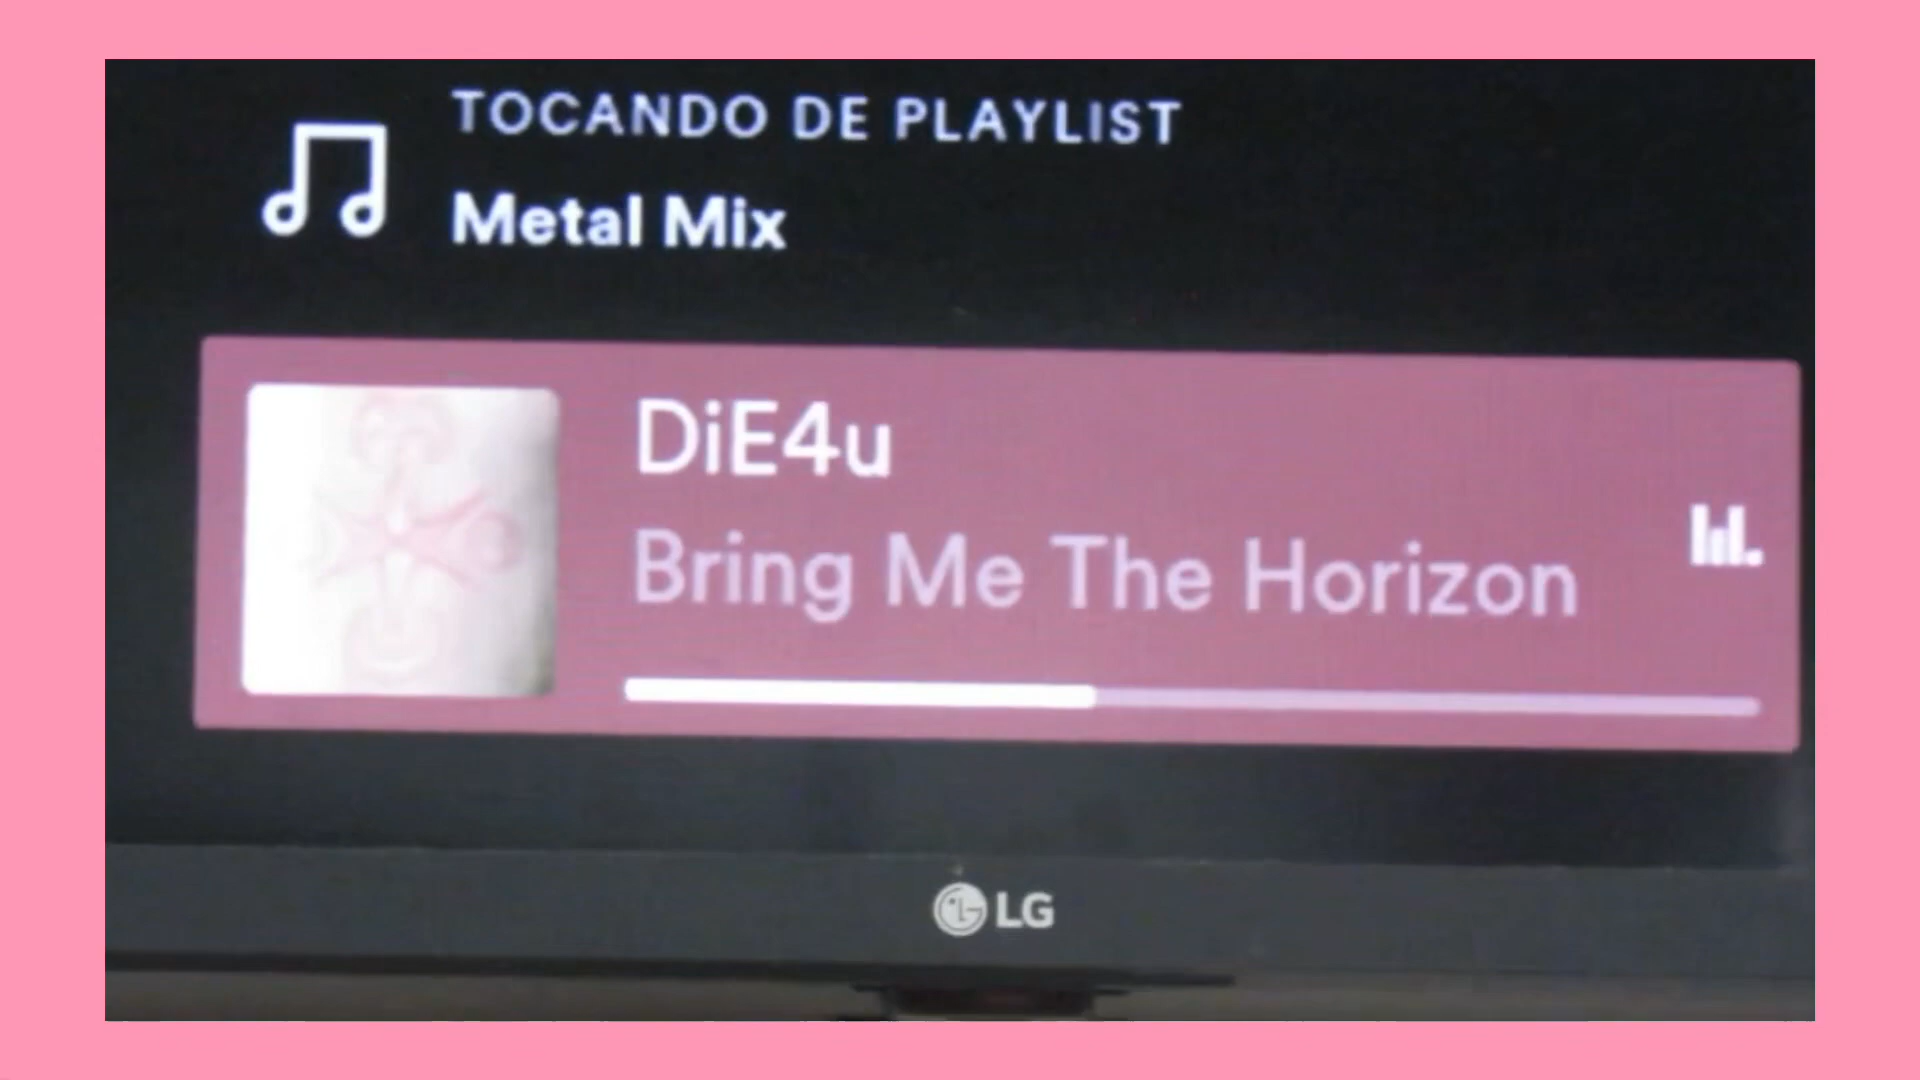 TOCANDO DE PLAYLIST
Metal Mix
DiE4u
Bring Me The Horizon
LG